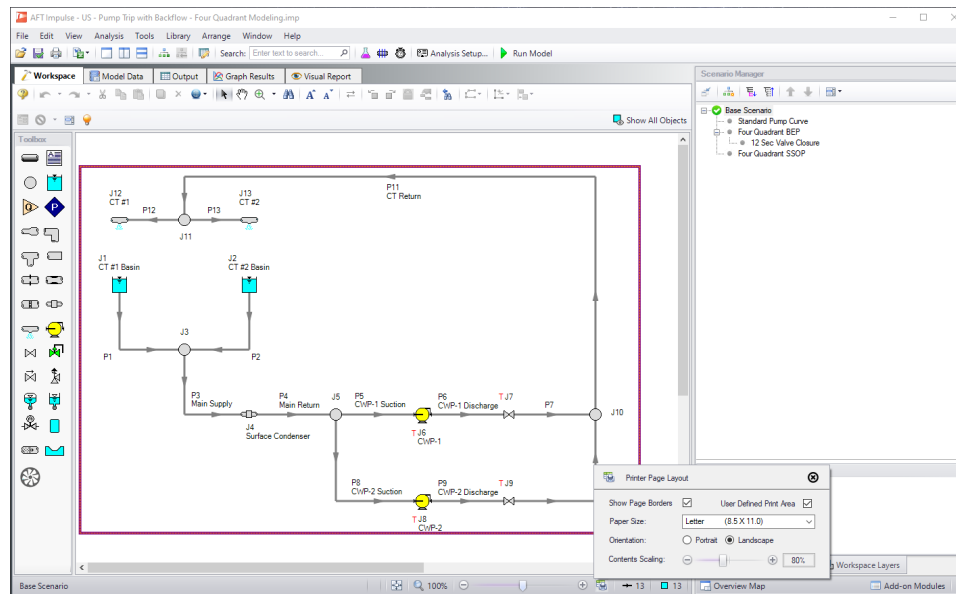 AFT Impulse - US - Pump Trip with Backflow - Four Quadrant Modeling.imp
File Edit View Analysis Tools Library Arrange Window Help
Search: Enter text to search... Analysis Setup... Run Model
Workspace Model Data Output Graph Results Visual Report
Scenario Manager
Show All Objects
Base Scenario
Standard Pump Curve
Four Quadrant BEP
12 Sec Valve Closure
Four Quadrant SSOP
Toolbox
P11
CT Return
J12
CT #1
P12
P13
J13
CT #2
J11
J1
CT #1 Basin
J2
CT #2 Basin
J3
P1
P2
P3
Main Supply
P4
Main Return
J5
P5
CWP-1 Suction
P6
CWP-1 Discharge
T J7
P7
J10
J4
Surface Condenser
T J6
CWP-1
P8
CWP-2 Suction
P9
CWP-2 Discharge
T J9
T J8
CWP-2
Printer Page Layout
Show Page Borders User Defined Print Area
Paper Size: Letter (8.5 X 11.0)
Orientation: Portrait Landscape
Contents Scaling: 80%
Workspace Layers
Base Scenario 100% 13 13 Overview Map Add-on Modules